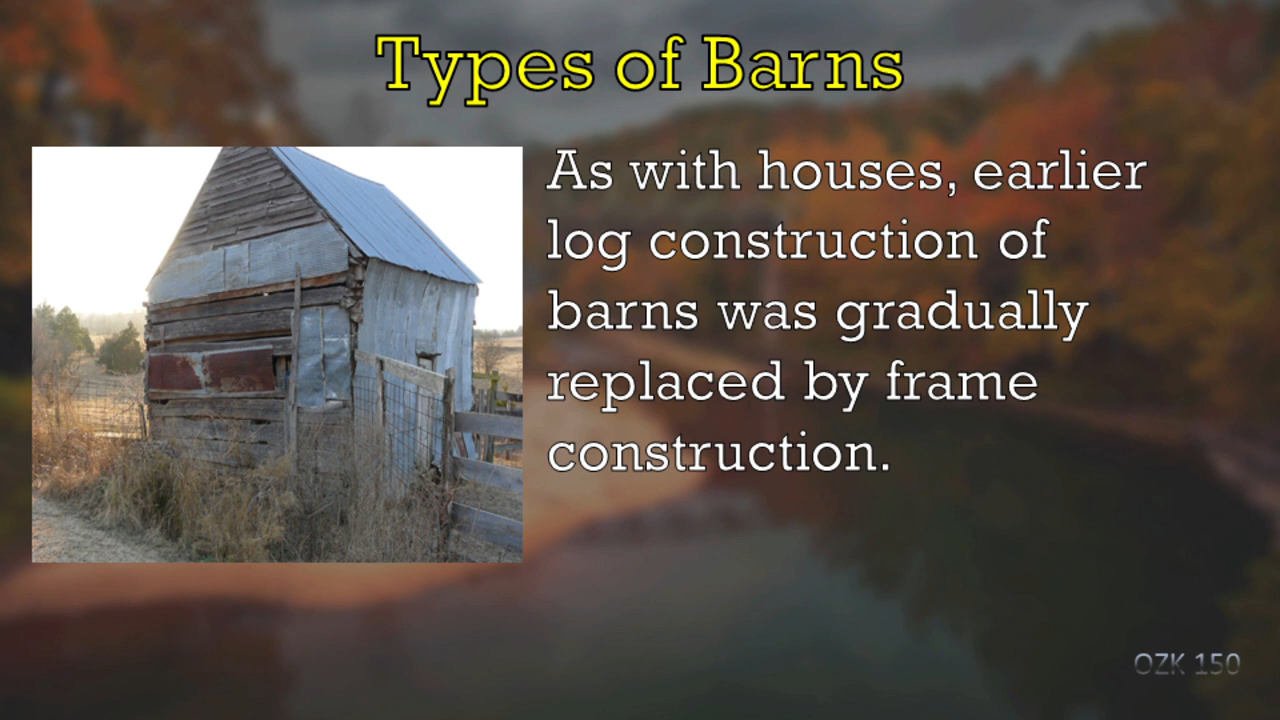 Types of Barns
As with houses, earlier
log construction of
barns was gradually
replaced by frame
construction.
OZK 150